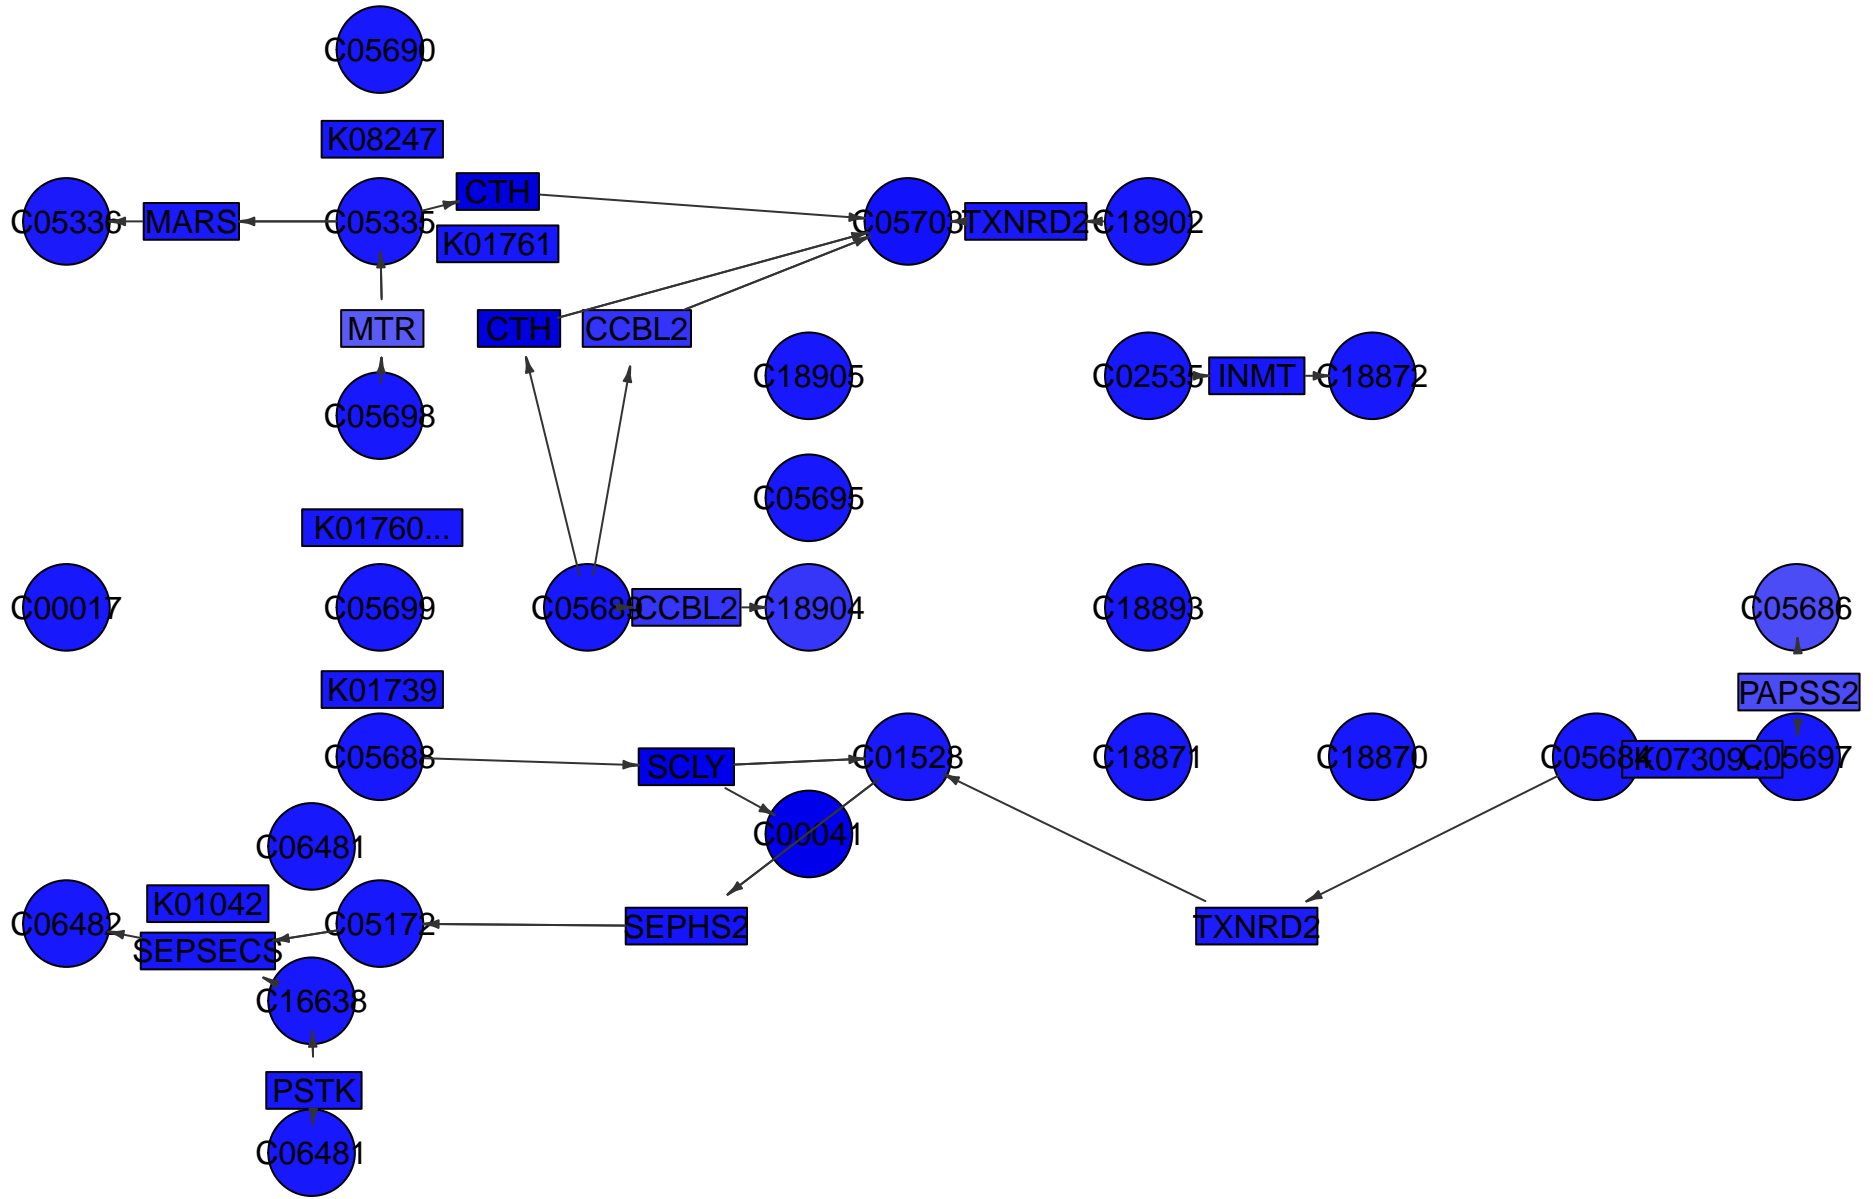 C05690
K08247
CTH
C05336
MARS
C05335
C05703
TXNRD2
C18902
K01761
MTR
CTH
CCBL2
C18905
C02535
INMT
C18872
C05698
C05695
K01760...
C00017
C05699
C05689
CCBL2
C18904
C18893
C05686
K01739
PAPSS2
C05688
SCLY
C01528
C18871
C18870
C05684
K07309...
C05697
C00041
C06481
K01042
C06482
C05172
SEPHS2
TXNRD2
SEPSECS
C16638
PSTK
C06481